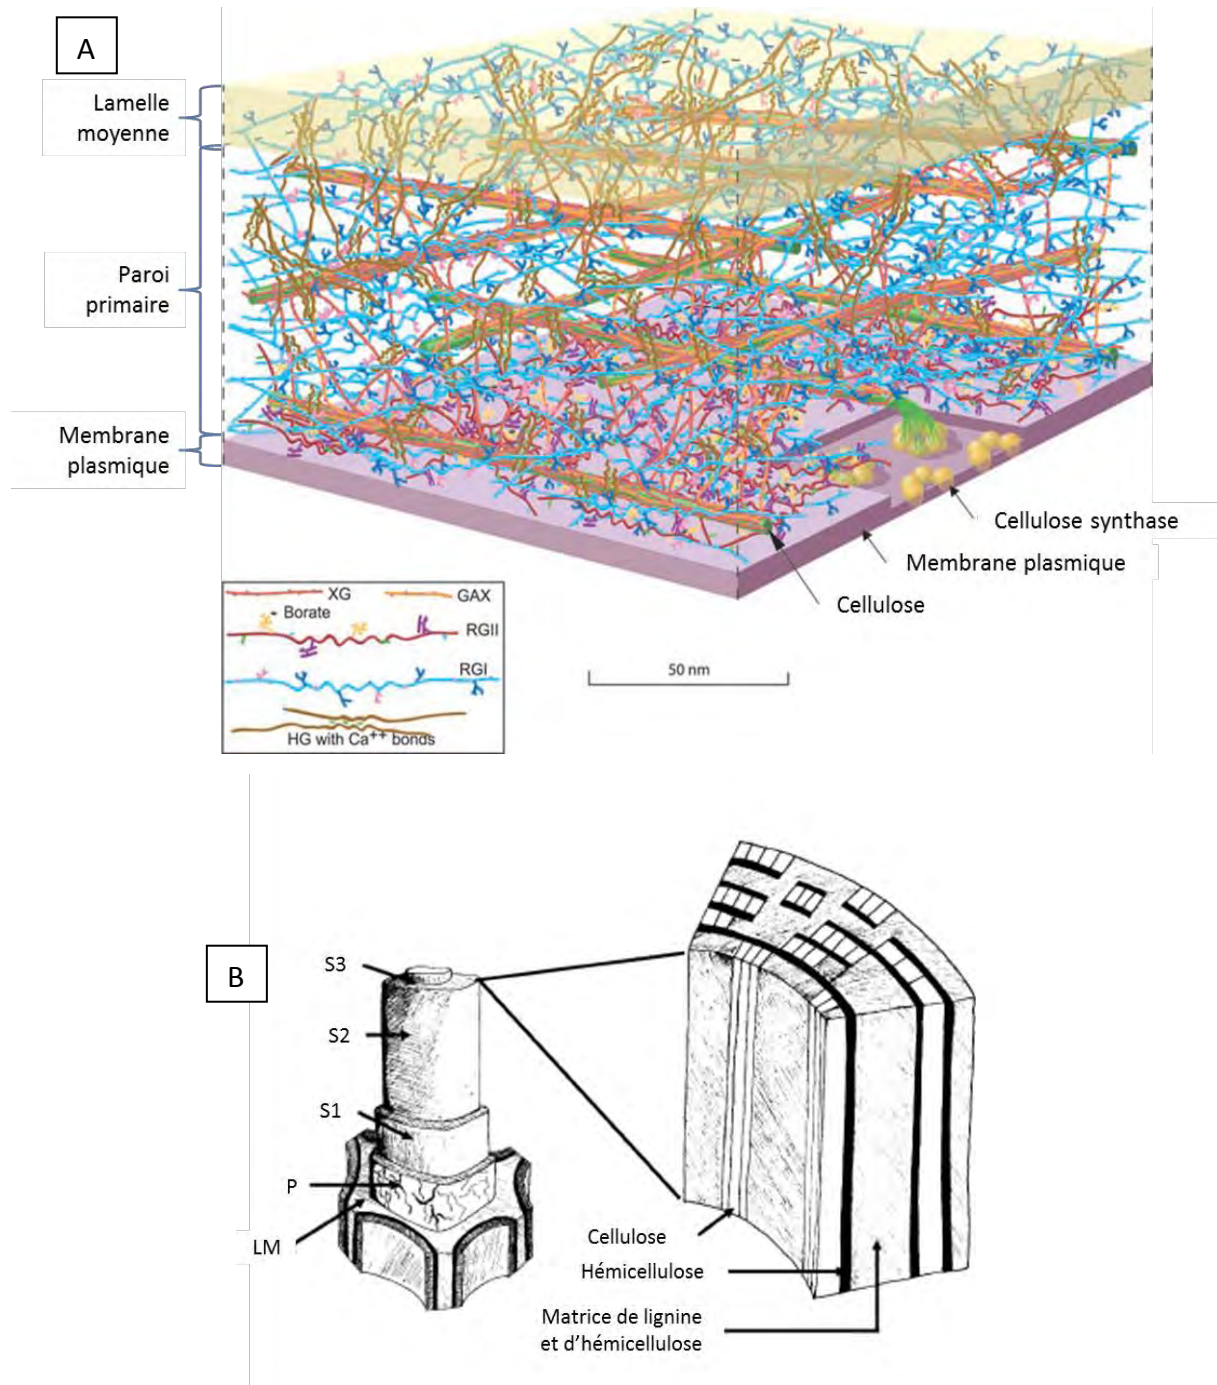 A
Lamelle
moyenne
Paroi
primaire
Membrane
plasmique
Cellulose synthase
Membrane plasmique
Cellulose
XG
GAX
Borate
RGII
RGI
HG with Ca++ bonds
50 nm
B
S3
S2
S1
P
LM
Cellulose
Hémicellulose
Matrice de lignine
et d'hémicellulose